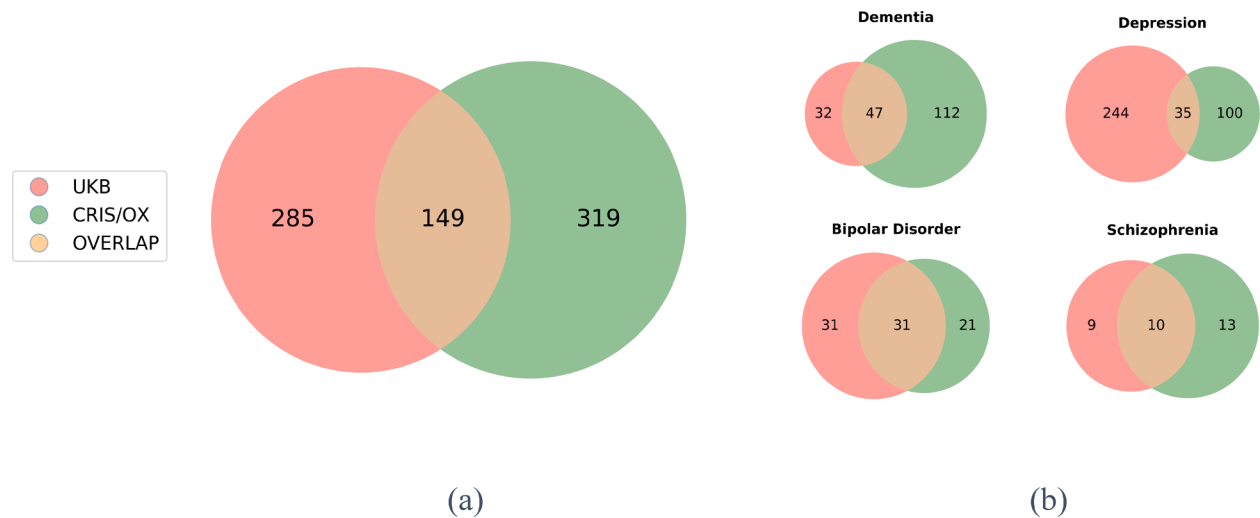 UKB
CRIS/OX
OVERLAP
285 149 319
(a)
Dementia
32 47 112
Depression
244 35 100
Bipolar Disorder
31 31 21
Schizophrenia
9 10 13
(b)